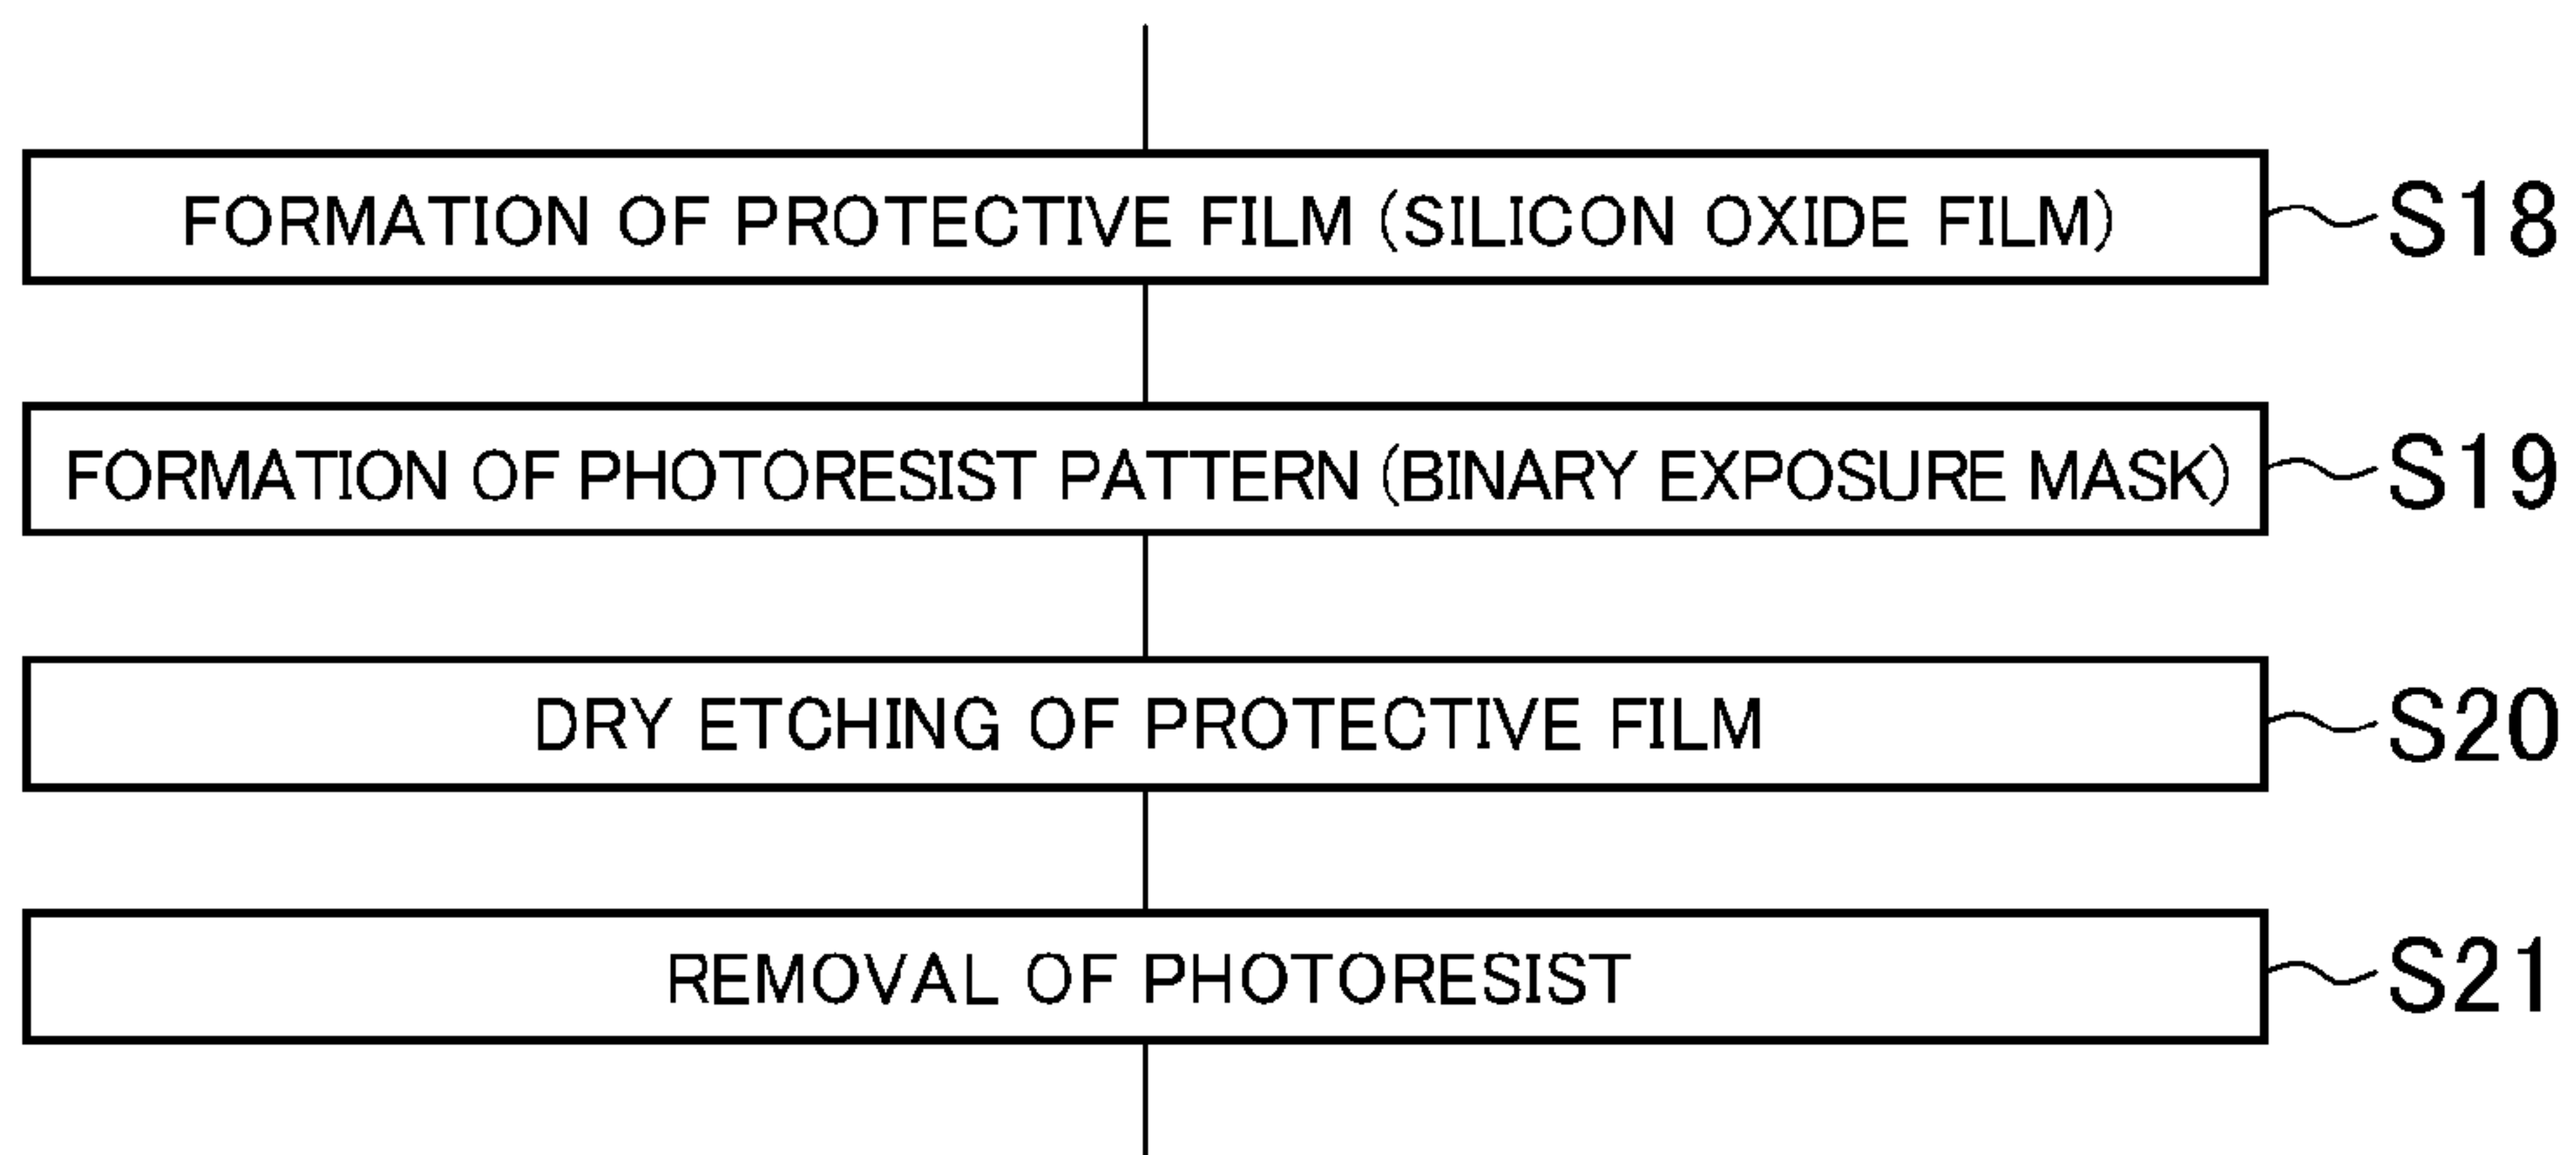 FORMATION OF PROTECTIVE FILM (SILICON OXIDE FILM) S18
FORMATION OF PHOTORESIST PATTERN (BINARY EXPOSURE MASK) S19
DRY ETCHING OF PROTECTIVE FILM S20
REMOVAL OF PHOTORESIST S21